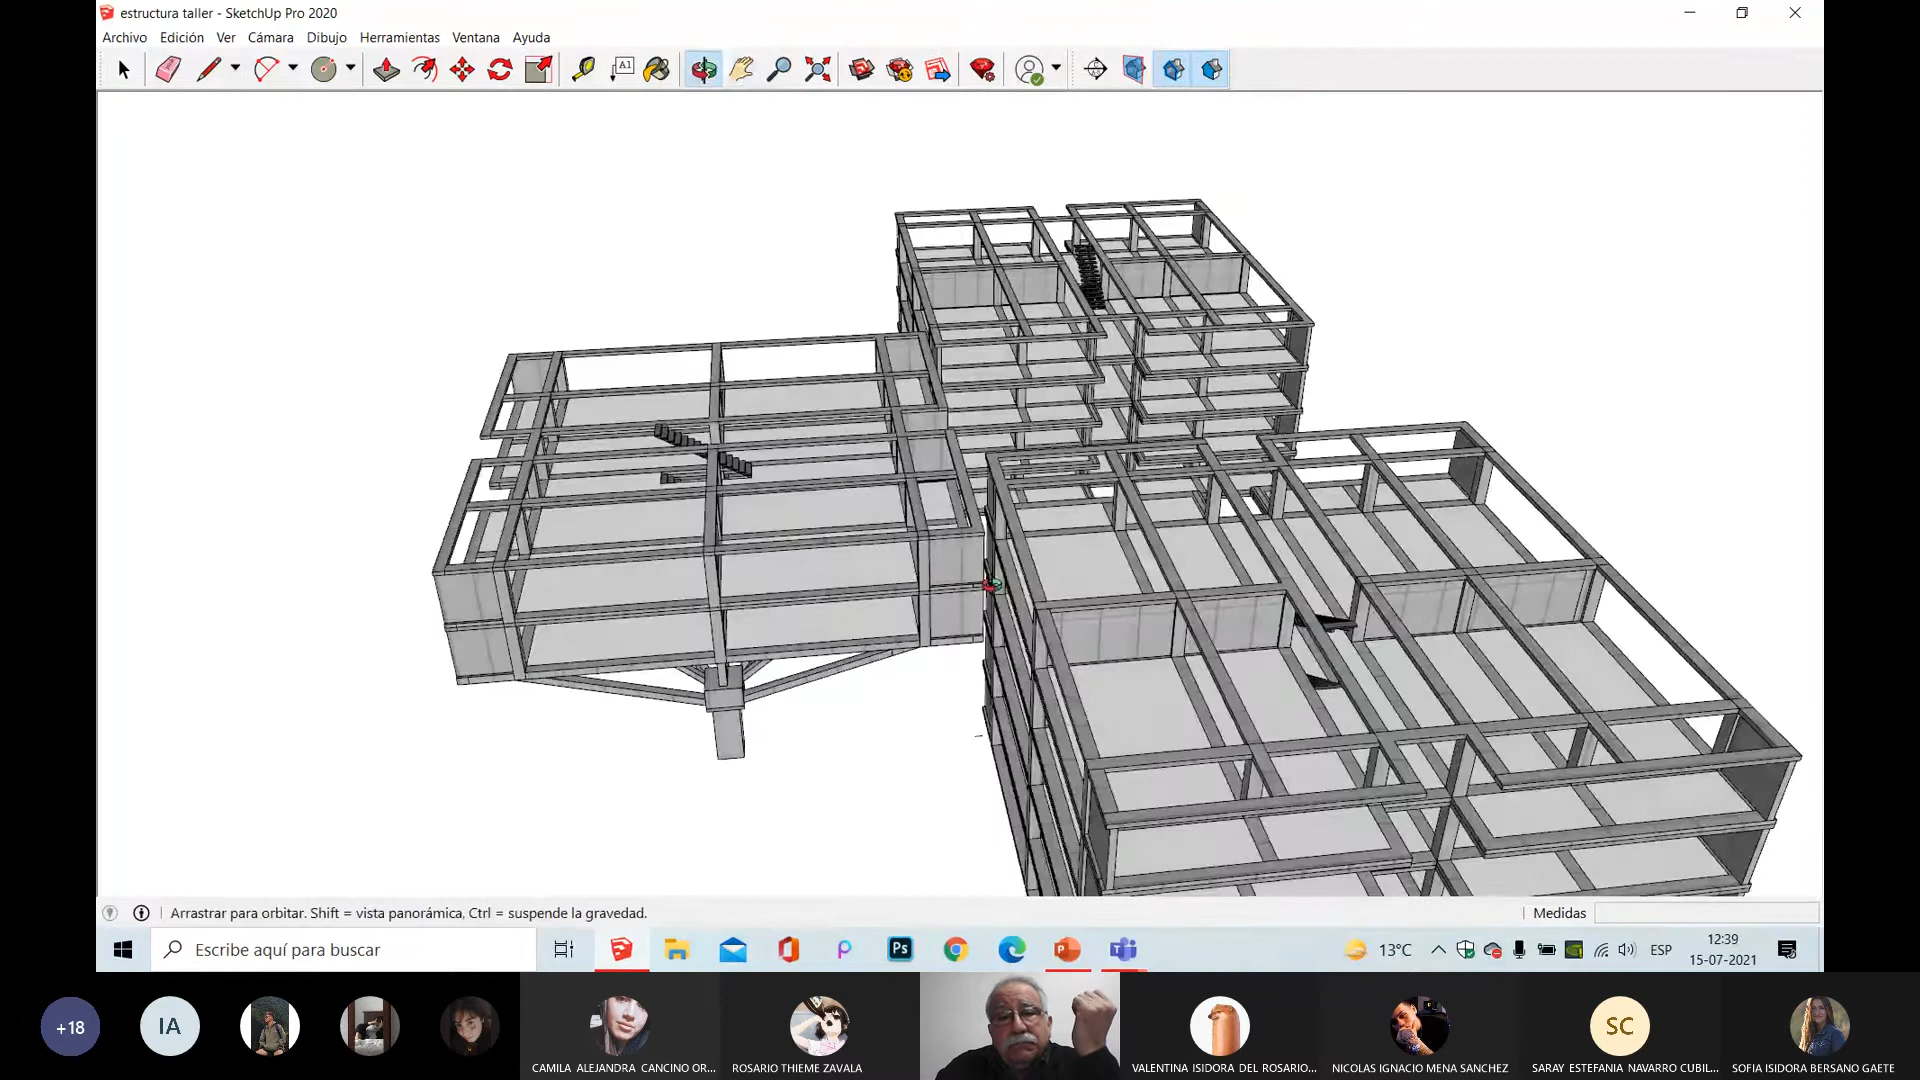 estructura taller - SketchUp Pro 2020
Archivo Edición Ver Cámara Dibujo Herramientas Ventana Ayuda
A1
Arrastrar para orbitar. Shift = vista panorámica, Ctrl = suspende la gravedad.
Medidas
Escribe aquí para buscar
Ps
13°C
ESP
12:39
15-07-2021
+18
IA
SC
CAMILA ALEJANDRA CANCINO OR...
ROSARIO THIEME ZAVALA
VALENTINA ISIDORA DEL ROSARIO...
NICOLAS IGNACIO MENA SANCHEZ
SARAY ESTEFANIA NAVARRO CUBIL...
SOFIA ISIDORA BERSANO GAETE